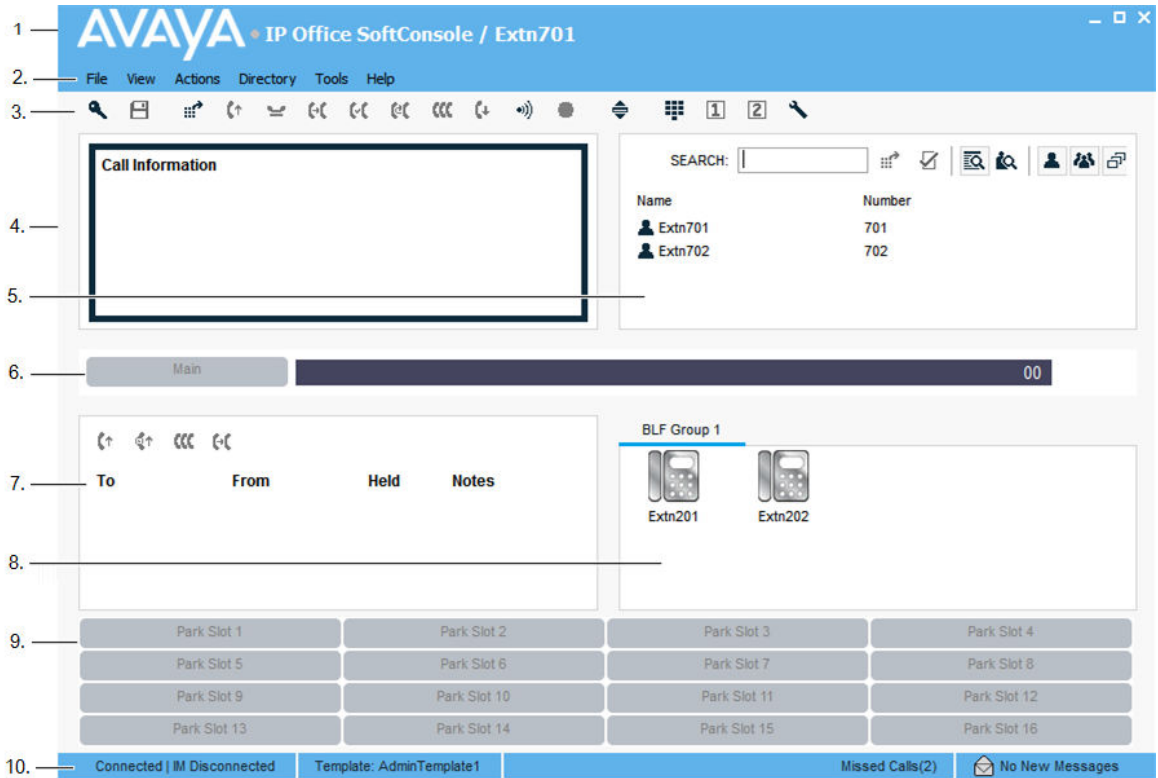 1
AVAYA IP Office SoftConsole / Extn701
2.
File View Actions Directory Tools Help
3.
1 2
Call Information
SEARCH:
Name Number
4.
Extn701 701
Extn702 702
5.
6.
Main 00
BLF Group 1
7.
To From Held Notes
Extn201 Extn202
8.
9.
Park Slot 1 Park Slot 2 Park Slot 3 Park Slot 4
Park Slot 5 Park Slot 6 Park Slot 7 Park Slot 8
Park Slot 9 Park Slot 10 Park Slot 11 Park Slot 12
Park Slot 13 Park Slot 14 Park Slot 15 Park Slot 16
10.
Connected | IM Disconnected Template: AdminTemplate1 Missed Calls(2) No New Messages